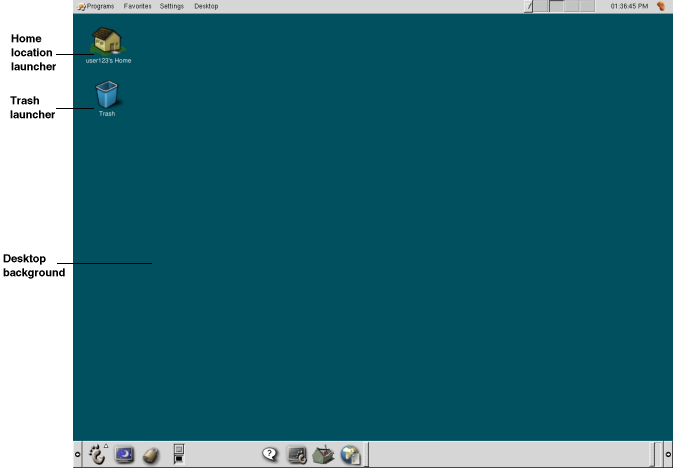 Programs Favorites Settings Desktop 01:36:45 PM
Home
location
launcher
user123's Home
Trash
launcher
Trash
Desktop
background
?